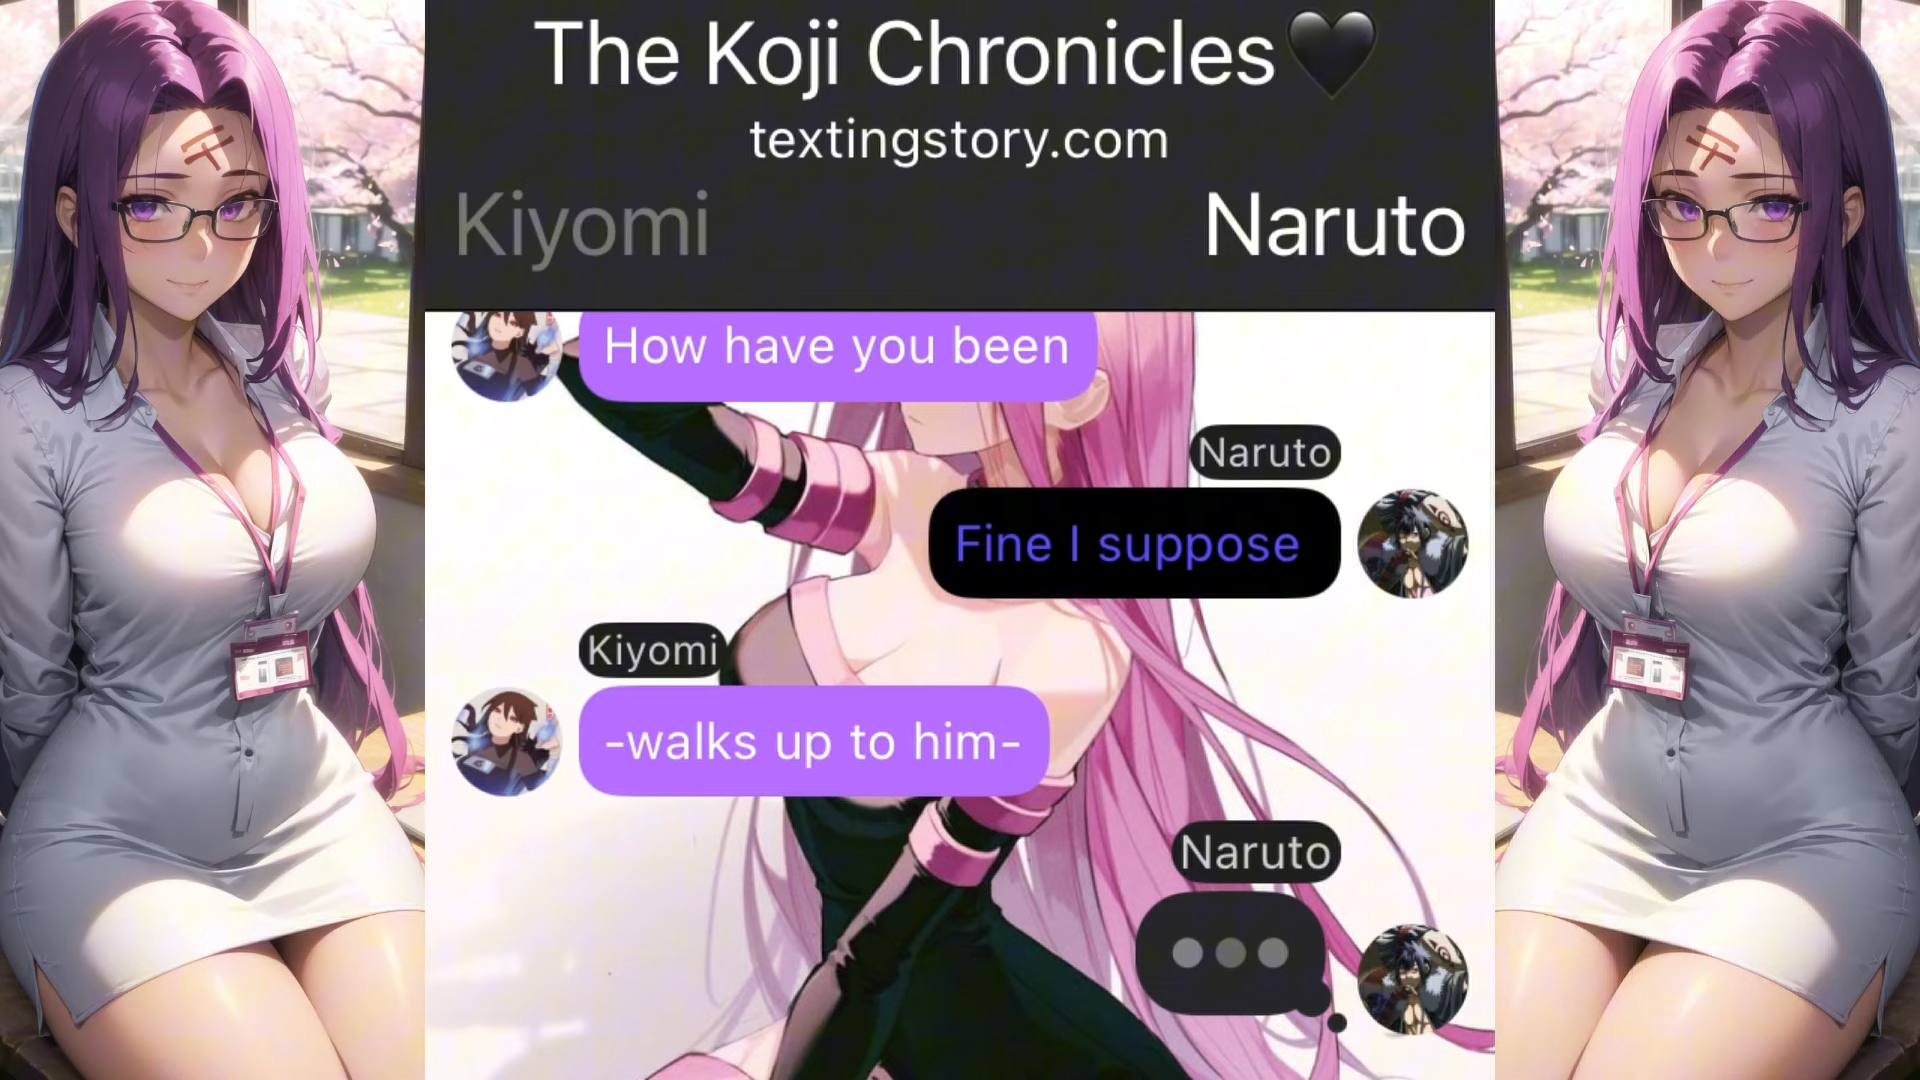 The Koji Chronicles🖤
textingstory.com
Kiyomi
Naruto
How have you been
Naruto
Fine I suppose
Kiyomi
-walks up to him-
Naruto